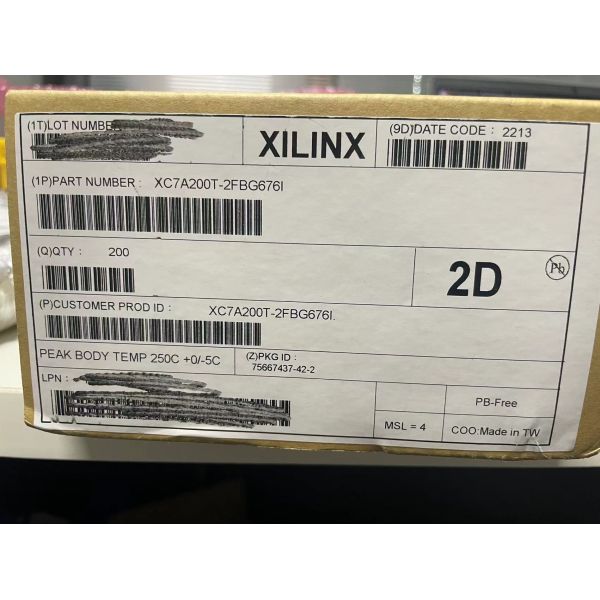 (1T)LOT NUMBER
XILINX
(9D)DATE CODE : 2213
(1P)PART NUMBER : XC7A200T-2FBG676I
(Q)QTY : 200
2D
Pb
(P)CUSTOMER PROD ID : XC7A200T-2FBG676I.
PEAK BODY TEMP 250C +0/-5C
(Z)PKG ID :
75667437-42-2
LPN :
PB-Free
MSL = 4
COO:Made in TW